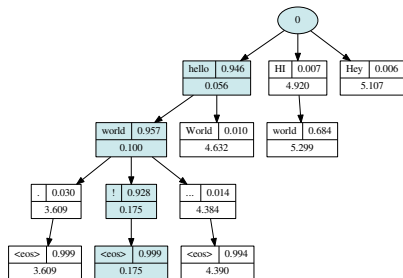 0
hello 0.946 HI 0.007 Hey 0.006
0.056 4.920 5.107
world 0.957 World 0.010 world 0.684
0.100 4.632 5.299
. 0.030 ! 0.928 ... 0.014
3.609 0.175 4.384
<eos> 0.999 <eos> 0.999 <eos> 0.994
3.609 0.175 4.390